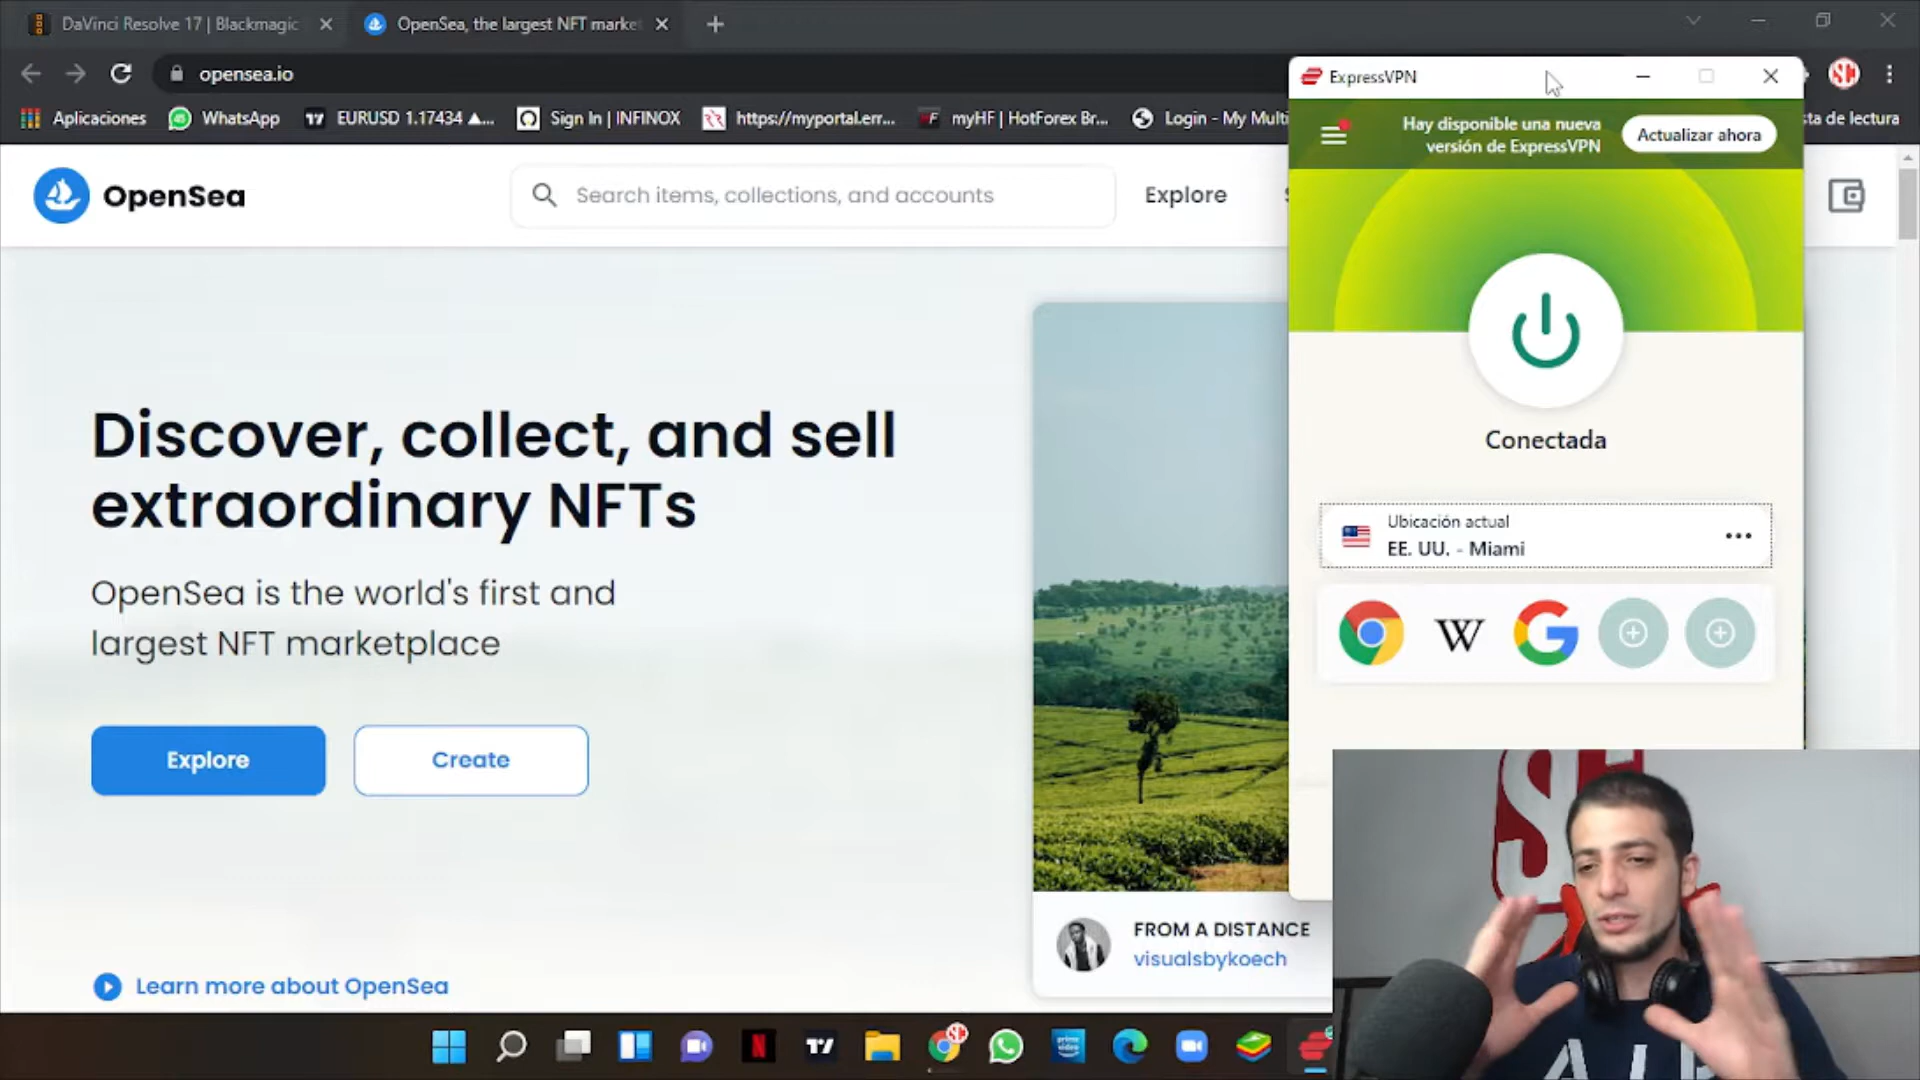 DaVinci Resolve 17 | Blackmagic
OpenSea, the largest NFT marke
opensea.io
Aplicaciones
WhatsApp
EURUSD 1.17434 ▲...
Sign In | INFINOX
https://myportal.err...
myHF | HotForex Br...
Login - My Multi
ta de lectura
OpenSea
Search items, collections, and accounts
Explore
Discover, collect, and sell
extraordinary NFTs
OpenSea is the world's first and
largest NFT marketplace
Explore
Create
Learn more about OpenSea
FROM A DISTANCE
visualsbykoech
ExpressVPN
Hay disponible una nueva
versión de ExpressVPN
Actualizar ahora
Conectada
Ubicación actual
EE. UU. - Miami